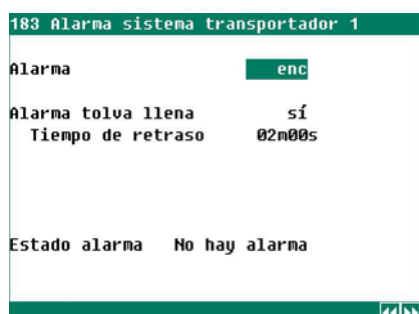 183 Alarma sistema transportador 1
Alarma enc
Alarma tolva llena sí
Tiempo de retraso 02m00s
Estado alarma No hay alarma